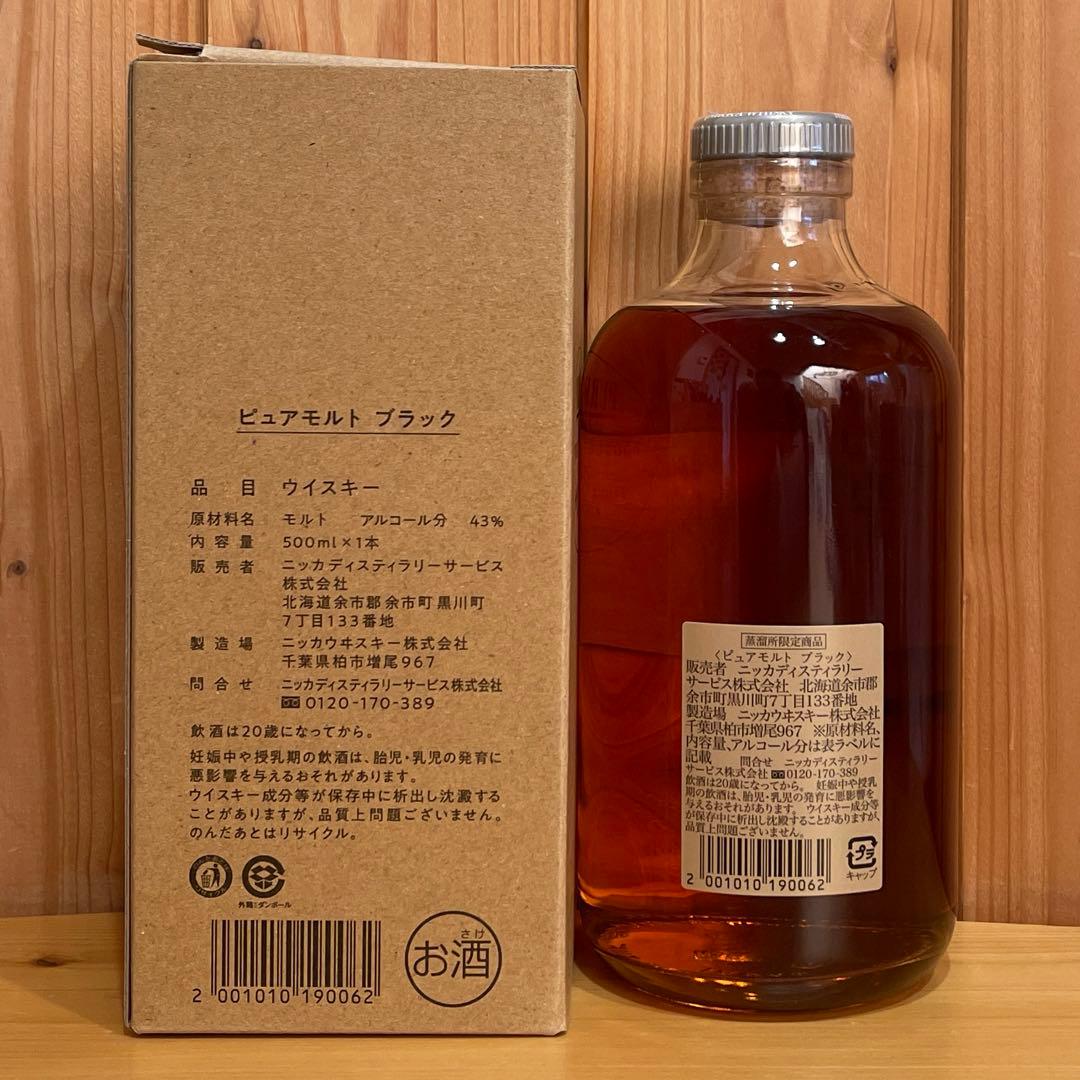 ピュアモルト ブラック
品目 ウイスキー
原材料名 モルト アルコール分 43%
内容量 500ml×1本
販売者 ニッカディスティラリーサービス
株式会社
北海道余市郡余市町黒川町
7丁目133番地
製造場 ニッカウヰスキー株式会社
千葉県柏市増尾967
問合せ ニッカディスティラリーサービス株式会社
0120-170-389
飲酒は20歳になってから。
妊娠中や授乳期の飲酒は、胎児・乳児の発育に
悪影響を与えるおそれがあります。
ウイスキー成分等が保存中に析出し沈澱する
ことがありますが、品質上問題ございません。
のんだあとはリサイクル。
外箱:ダンボール
2 001010 190062
さけ
お酒
蒸溜所限定商品
〈ピュアモルト ブラック〉
販売者 ニッカディスティラリー
サービス株式会社 北海道余市郡
余市町黒川町7丁目133番地
製造場 ニッカウヰスキー株式会社
千葉県柏市増尾967 ※原材料名、
内容量、アルコール分は表ラベルに
記載 問合せ ニッカディスティラリー
サービス株式会社 0120-170-389
飲酒は20歳になってから。 妊娠中や授乳
期の飲酒は、胎児・乳児の発育に悪影響を
与えるおそれがあります。 ウイスキー成分等
が保存中に析出し沈澱することがありますが、
品質上問題ございません。
プラ
キャップ
2 001010 190062